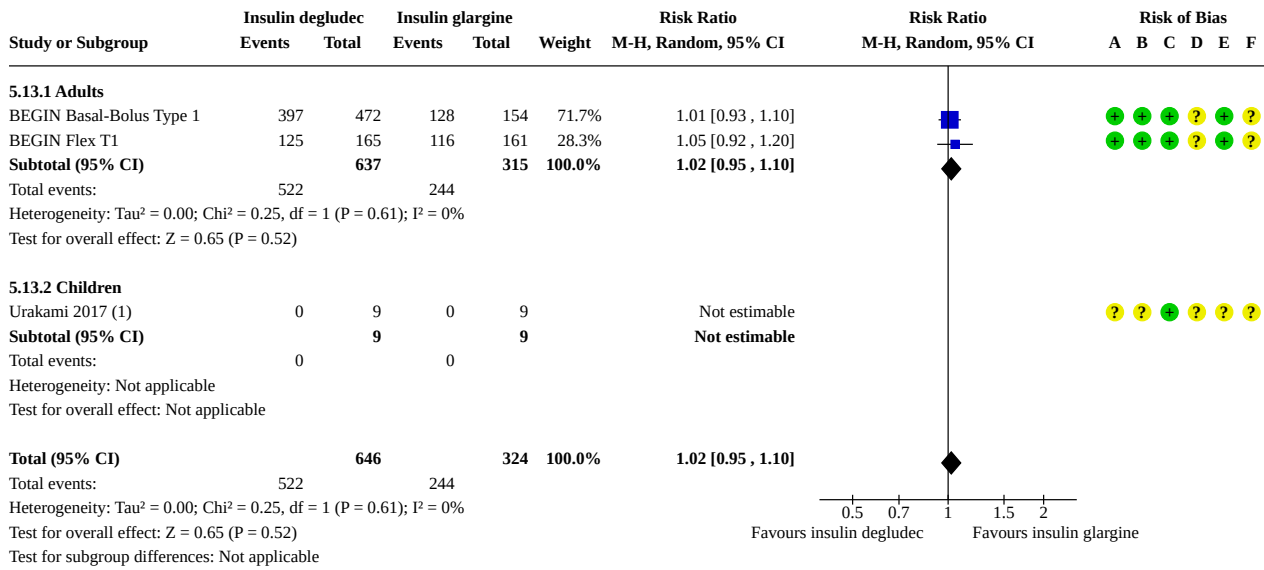 Insulin degludec Insulin glargine Risk Ratio Risk Ratio Risk of Bias
Study or Subgroup Events Total Events Total Weight M-H, Random, 95% CI M-H, Random, 95% CI A B C D E F
5.13.1 Adults
BEGIN Basal-Bolus Type 1 397 472 128 154 71.7% 1.01 [0.93 , 1.10] + + + ? + ?
BEGIN Flex T1 125 165 116 161 28.3% 1.05 [0.92 , 1.20] + + + ? + ?
Subtotal (95% CI) 637 315 100.0% 1.02 [0.95 , 1.10]
Total events: 522 244
Heterogeneity: Tau² = 0.00; Chi² = 0.25, df = 1 (P = 0.61); I² = 0%
Test for overall effect: Z = 0.65 (P = 0.52)
5.13.2 Children
Urakami 2017 (1) 0 9 0 9 Not estimable ? ? + ? ? ?
Subtotal (95% CI) 9 9 Not estimable
Total events: 0 0
Heterogeneity: Not applicable
Test for overall effect: Not applicable
Total (95% CI) 646 324 100.0% 1.02 [0.95 , 1.10]
Total events: 522 244
Heterogeneity: Tau² = 0.00; Chi² = 0.25, df = 1 (P = 0.61); I² = 0%
0.5 0.7 1 1.5 2
Test for overall effect: Z = 0.65 (P = 0.52) Favours insulin degludec Favours insulin glargine
Test for subgroup differences: Not applicable